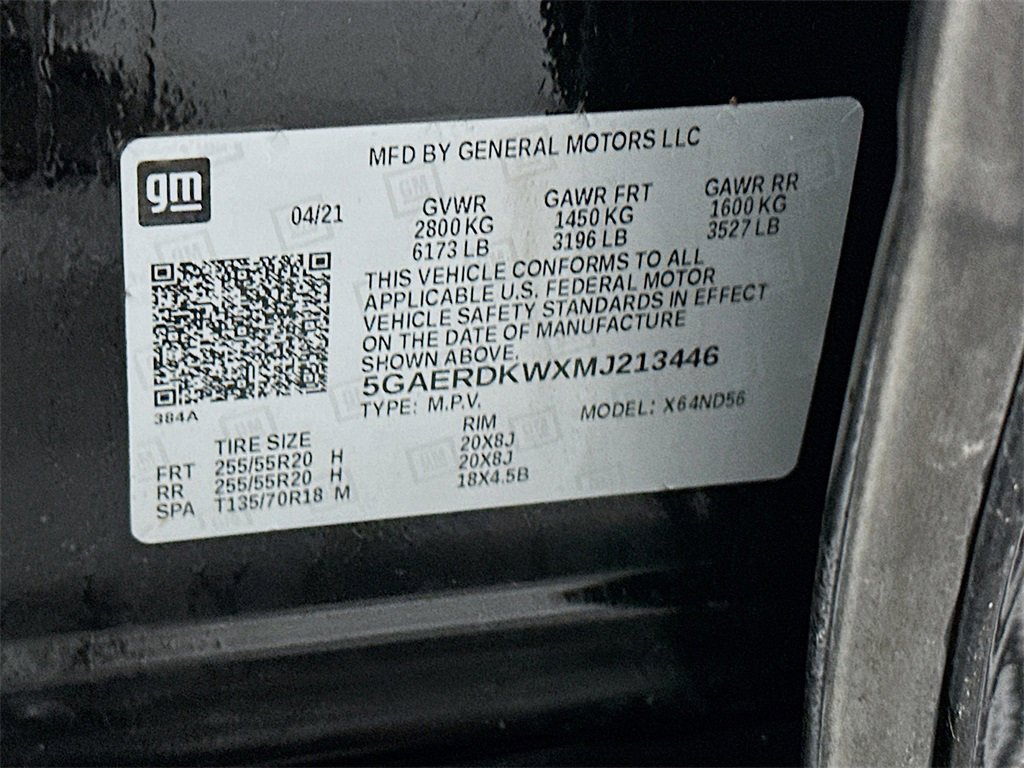 MFD BY GENERAL MOTORS LLC
gm
04/21
GVWR GAWR FRT GAWR RR
2800 KG 1450 KG 1600 KG
6173 LB 3196 LB 3527 LB
THIS VEHICLE CONFORMS TO ALL
APPLICABLE U.S. FEDERAL MOTOR
VEHICLE SAFETY STANDARDS IN EFFECT
ON THE DATE OF MANUFACTURE
SHOWN ABOVE.
5GAERDKWXMJ213446
TYPE: M.P.V. MODEL: X64ND56
384A
TIRE SIZE RIM
FRT 255/55R20 H 20X8J
RR 255/55R20 H 20X8J
SPA T135/70R18 M 18X4.5B